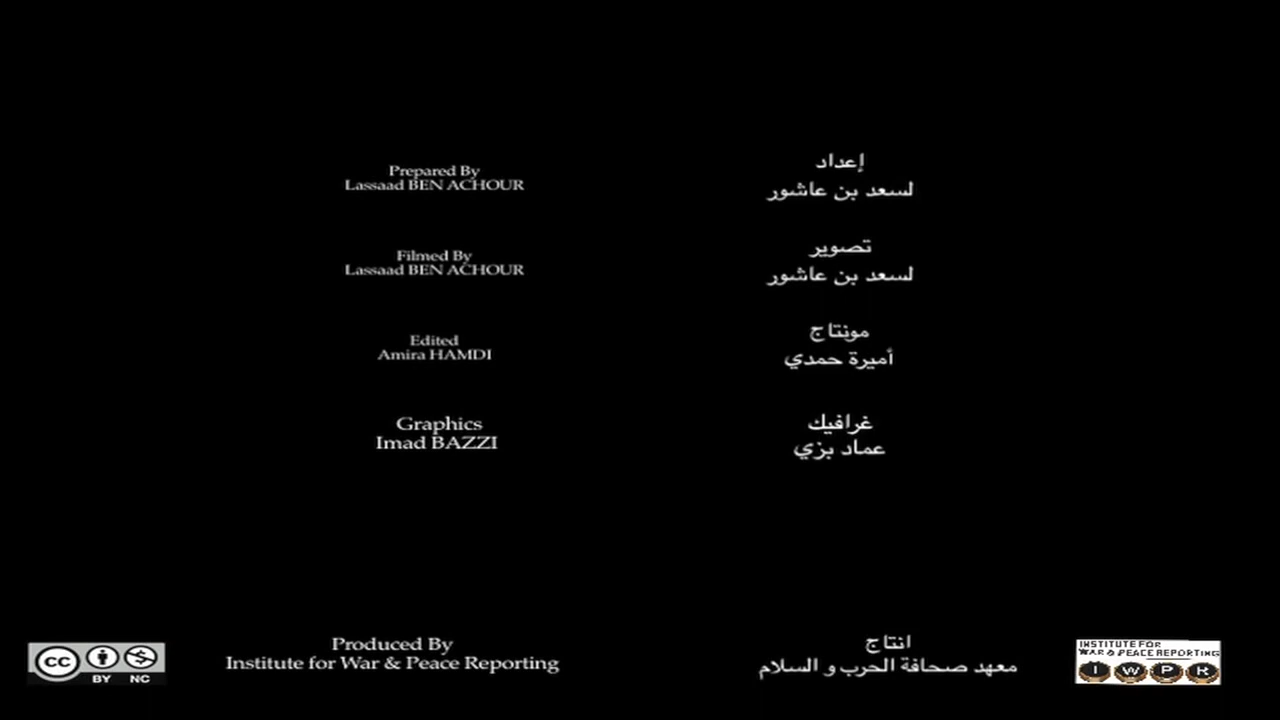 Prepared By
Lassaad BEN ACHOUR
إعداد
لسعد بن عاشور
Filmed By
Lassaad BEN ACHOUR
تصوير
لسعد بن عاشور
Edited
Amira HAMDI
مونتاج
أميرة حمدي
Graphics
Imad BAZZI
غرافيك
عماد بزي
Produced By
Institute for War & Peace Reporting
انتاج
معهد صحافة الحرب و السلام
cc
BY NC
INSTITUTE FOR
WAR & PEACE REPORTING
I W P R